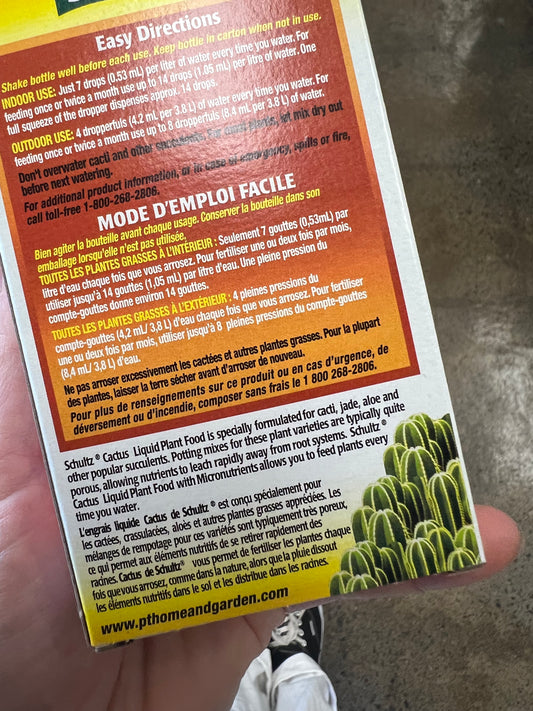 Easy Directions
Shake bottle well before each use. Keep bottle in carton when not in use.
INDOOR USE: Just 7 drops (0.53 mL) per liter of water every time you water. For
feeding once or twice a month use up to 14 drops (1.05 mL) per litre of water. One
full squeeze of the dropper dispenses approx. 14 drops.
OUTDOOR USE: 4 dropperfuls (4.2 mL per 3.8 L) of water every time you water. For
feeding once or twice a month use up to 8 dropperfuls (8.4 mL per 3.8 L) of water.
Don't overwater cacti and other succulents. For most plants, let mix dry out
before next watering.
For additional product information, or in case of emergency, spills or fire,
call toll-free 1-800-268-2806.
MODE D'EMPLOI FACILE
Bien agiter la bouteille avant chaque usage. Conserver la bouteille dans son
emballage lorsqu'elle n'est pas utilisée.
TOUTES LES PLANTES GRASSES À L'INTÉRIEUR : Seulement 7 gouttes (0,53mL) par
litre d'eau chaque fois que vous arrosez. Pour fertiliser une ou deux fois par mois,
utiliser jusqu'à 14 gouttes (1,05 mL) par litre d'eau. Une pleine pression du
compte-gouttes donne environ 14 gouttes.
TOUTES LES PLANTES GRASSES À L'EXTÉRIEUR : 4 pleines pressions du
compte-gouttes (4,2 mL/ 3,8 L) d'eau chaque fois que vous arrosez. Pour fertiliser
une ou deux fois par mois, utiliser jusqu'à 8 pleines pressions du compte-gouttes
(8,4 mL/ 3,8 L) d'eau.
Ne pas arroser excessivement les cactées et autres plantes grasses. Pour la plupart
des plantes, laisser la terre sécher avant d'arroser de nouveau.
Pour plus de renseignements sur ce produit ou en cas d'urgence, de
déversement ou d'incendie, composer sans frais le 1 800 268-2806.
Schultz® Cactus Liquid Plant Food is specially formulated for cacti, jade, aloe and
other popular succulents. Potting mixes for these plant varieties are typically quite
porous, allowing nutrients to leach rapidly away from root systems. Schultz®
Cactus Liquid Plant Food with Micronutrients allows you to feed plants every
time you water.
L'engrais liquide Cactus de Schultz® est conçu spécialement pour
les cactées, crassulacées, aloès et autres plantes grasses appréciées. Les
mélanges de rempotage pour ces variétés sont typiquement très poreux,
ce qui permet aux éléments nutritifs de se retirer rapidement des
racines. Cactus de Schultz® vous permet de fertiliser les plantes chaque
fois que vous arrosez, comme dans la nature, alors que la pluie dissout
les éléments nutritifs dans le sol et les distribue dans les racines.
www.pthomeandgarden.com